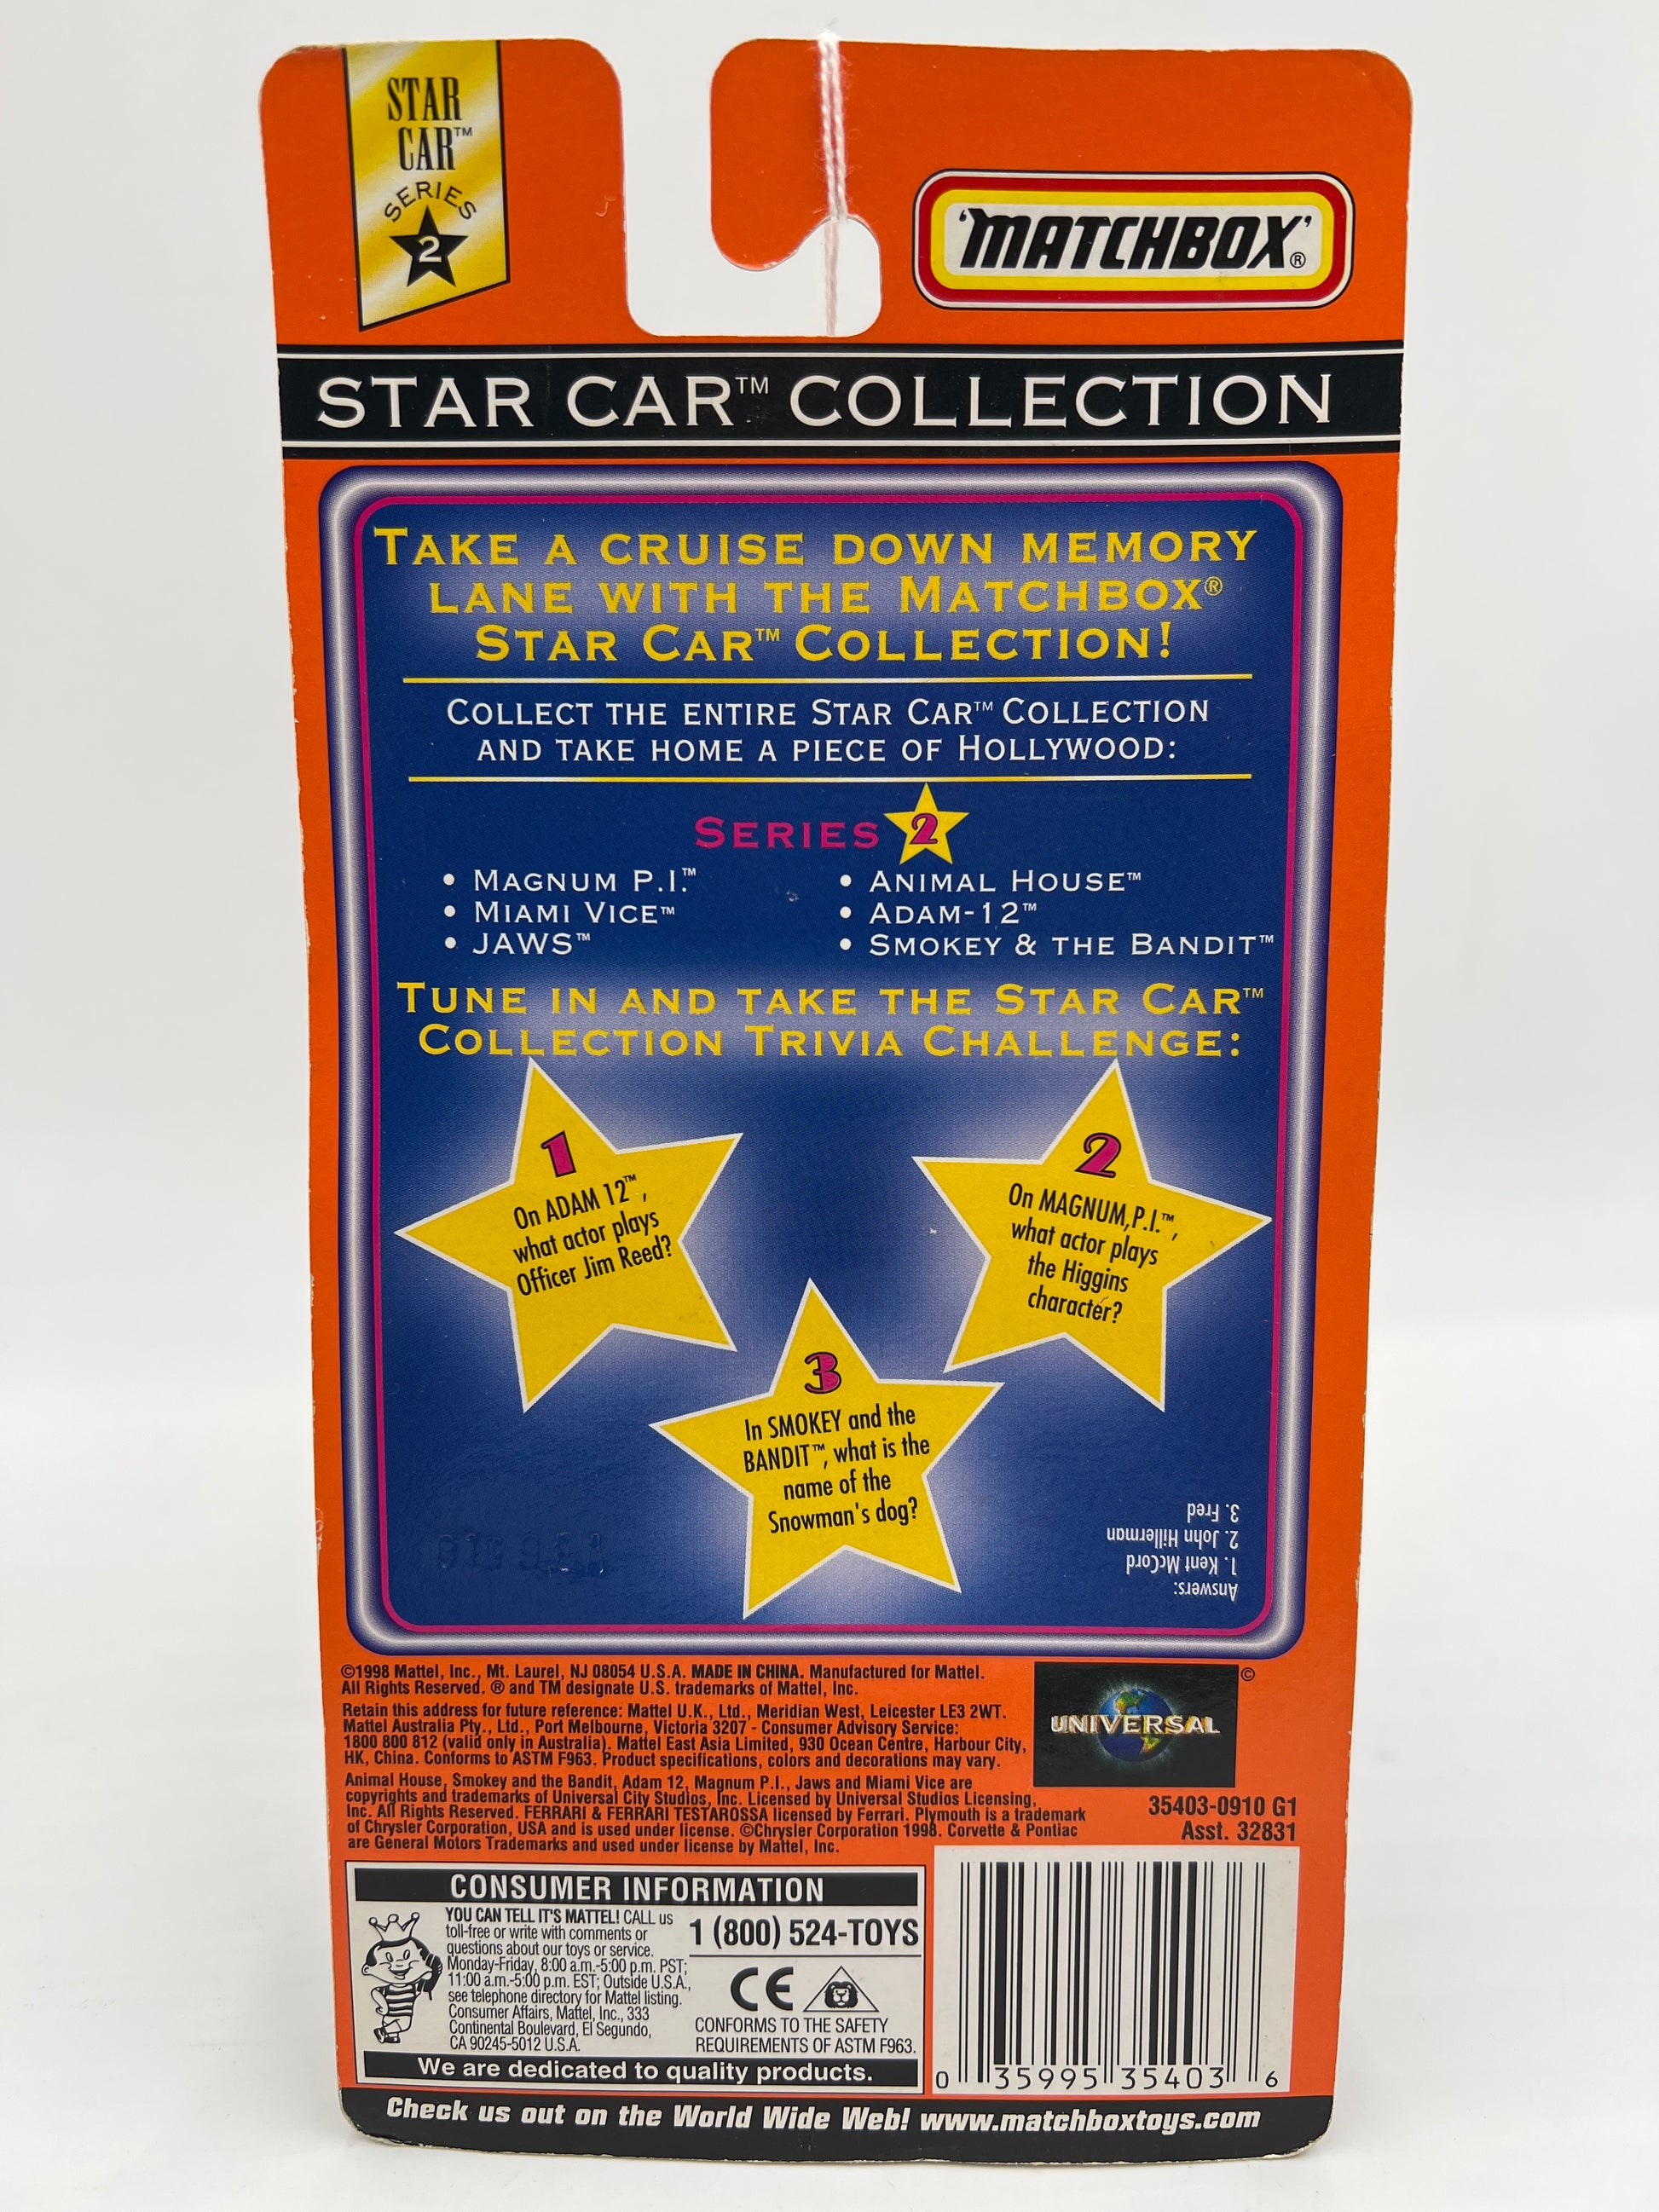 STAR
CAR™
SERIES
2
'MATCHBOX'®
STAR CAR™ COLLECTION
TAKE A CRUISE DOWN MEMORY
LANE WITH THE MATCHBOX®
STAR CAR™ COLLECTION!
COLLECT THE ENTIRE STAR CAR™ COLLECTION
AND TAKE HOME A PIECE OF HOLLYWOOD:
SERIES 2
• MAGNUM P.I.™
• MIAMI VICE™
• JAWS™
• ANIMAL HOUSE™
• ADAM-12™
• SMOKEY & THE BANDIT™
TUNE IN AND TAKE THE STAR CAR™
COLLECTION TRIVIA CHALLENGE:
1
On ADAM 12™,
what actor plays
Officer Jim Reed?
2
On MAGNUM,P.I.™,
what actor plays
the Higgins
character?
3
In SMOKEY and the
BANDIT™, what is the
name of the
Snowman's dog?
Answers:
1. Kent McCord
2. John Hillerman
3. Fred
©1998 Mattel, Inc., Mt. Laurel, NJ 08054 U.S.A. MADE IN CHINA. Manufactured for Mattel.
All Rights Reserved. ® and TM designate U.S. trademarks of Mattel, Inc.
Retain this address for future reference: Mattel U.K., Ltd., Meridian West, Leicester LE3 2WT.
Mattel Australia Pty., Ltd., Port Melbourne, Victoria 3207 - Consumer Advisory Service:
1800 800 812 (valid only in Australia). Mattel East Asia Limited, 930 Ocean Centre, Harbour City,
HK, China. Conforms to ASTM F963. Product specifications, colors and decorations may vary.
Animal House, Smokey and the Bandit, Adam 12, Magnum P.I., Jaws and Miami Vice are
copyrights and trademarks of Universal City Studios, Inc. Licensed by Universal Studios Licensing,
Inc. All Rights Reserved. FERRARI & FERRARI TESTAROSSA licensed by Ferrari. Plymouth is a trademark
of Chrysler Corporation, USA and is used under license. ©Chrysler Corporation 1998. Corvette & Pontiac
are General Motors Trademarks and used under license by Mattel, Inc.
UNIVERSAL ©
35403-0910 G1
Asst. 32831
CONSUMER INFORMATION
YOU CAN TELL IT'S MATTEL! CALL us
toll-free or write with comments or
questions about our toys or service.
Monday-Friday, 8:00 a.m.-5:00 p.m. PST;
11:00 a.m.-5:00 p.m. EST; Outside U.S.A.,
see telephone directory for Mattel listing.
Consumer Affairs, Mattel, Inc., 333
Continental Boulevard, El Segundo,
CA 90245-5012 U.S.A.
1 (800) 524-TOYS
CE
CONFORMS TO THE SAFETY
REQUIREMENTS OF ASTM F963.
We are dedicated to quality products.
0 35995 35403 6
Check us out on the World Wide Web! www.matchboxtoys.com